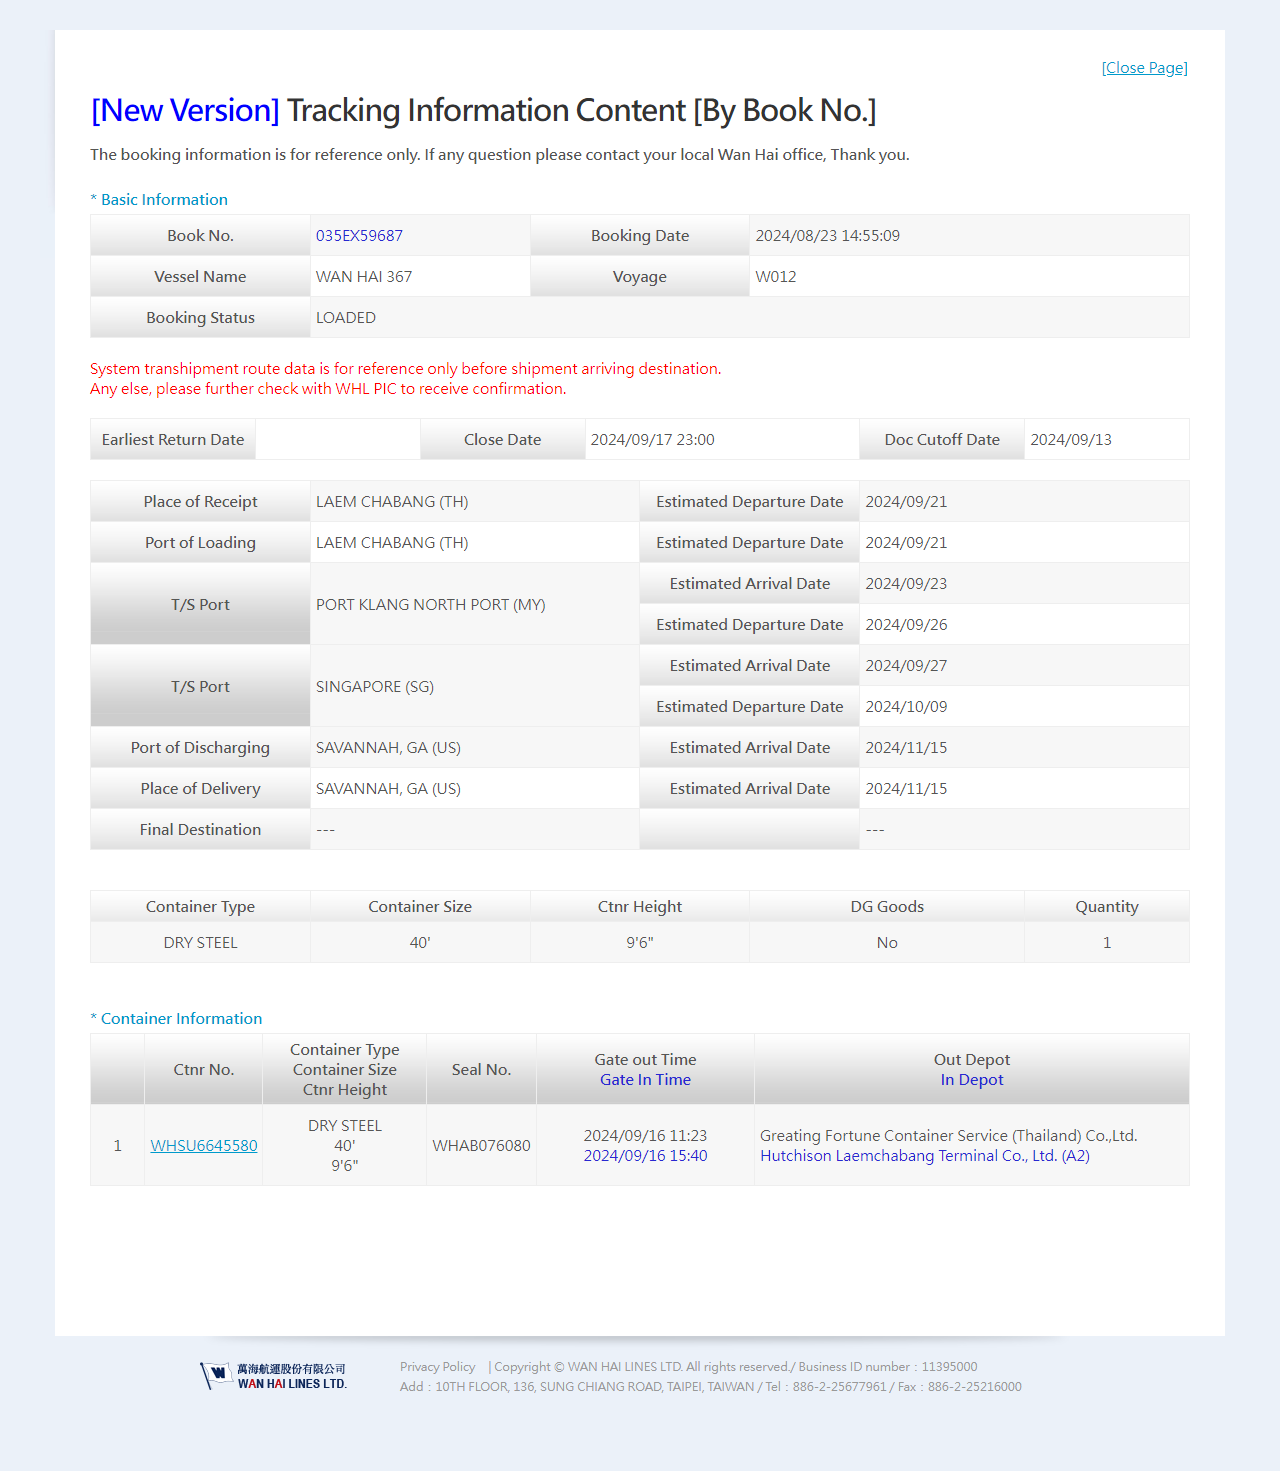 [Close Page]
[New Version] Tracking Information Content [By Book No.]
The booking information is for reference only. If any question please contact your local Wan Hai office, Thank you.
* Basic Information
Book No. 035EX59687 Booking Date 2024/08/23 14:55:09
Vessel Name WAN HAI 367 Voyage W012
Booking Status LOADED
System transhipment route data is for reference only before shipment arriving destination.
Any else, please further check with WHL PIC to receive confirmation.
Earliest Return Date Close Date 2024/09/17 23:00 Doc Cutoff Date 2024/09/13
Place of Receipt LAEM CHABANG (TH) Estimated Departure Date 2024/09/21
Port of Loading LAEM CHABANG (TH) Estimated Departure Date 2024/09/21
T/S Port PORT KLANG NORTH PORT (MY) Estimated Arrival Date 2024/09/23
Estimated Departure Date 2024/09/26
T/S Port SINGAPORE (SG) Estimated Arrival Date 2024/09/27
Estimated Departure Date 2024/10/09
Port of Discharging SAVANNAH, GA (US) Estimated Arrival Date 2024/11/15
Place of Delivery SAVANNAH, GA (US) Estimated Arrival Date 2024/11/15
Final Destination --- ---
Container Type Container Size Ctnr Height DG Goods Quantity
DRY STEEL 40' 9'6" No 1
* Container Information
Ctnr No. Container Type Container Size Ctnr Height Seal No. Gate out Time Gate In Time Out Depot In Depot
1 WHSU6645580 DRY STEEL 40' 9'6" WHAB076080 2024/09/16 11:23 2024/09/16 15:40 Greating Fortune Container Service (Thailand) Co.,Ltd. Hutchison Laemchabang Terminal Co., Ltd. (A2)
W 萬海航運股份有限公司
WAN HAI LINES LTD.
Privacy Policy | Copyright © WAN HAI LINES LTD. All rights reserved./ Business ID number：11395000
Add：10TH FLOOR, 136, SUNG CHIANG ROAD, TAIPEI, TAIWAN / Tel：886-2-25677961 / Fax：886-2-25216000